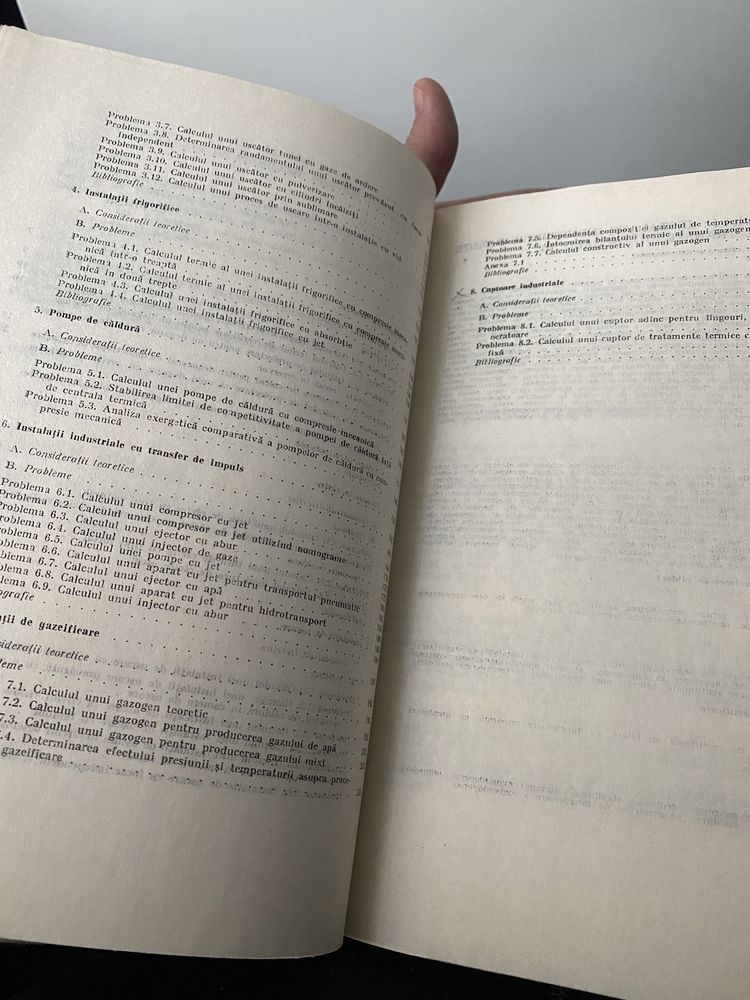 Problema 3.7. Calculul unui uscător tunel cu gaze de ardere
Problema 3.8. Determinarea randamentului unui uscător prevăzut cu
independent
Problema 3.9. Calculul unui uscător cu pulverizare
Problema 3.10. Calculul unui uscător cu cilindri încălziți
Problema 3.11. Calculul unui uscător prin sublimare
Problema 3.12. Calculul unui proces de uscare într-o instalație cu vid
Bibliografie
4. Instalații frigorifice
A. Considerații teoretice
B. Probleme
Problema 4.1. Calculul termic al unei instalații frigorifice cu compresie meca-
nică într-o treaptă
Problema 4.2. Calculul termic al unei instalații frigorifice cu compresie meca-
nică în două trepte
Problema 4.3. Calculul unei instalații frigorifice cu absorbție
Problema 4.4. Calculul unei instalații frigorifice cu jet
Bibliografie
5. Pompe de căldură
A. Considerații teoretice
B. Probleme
Problema 5.1. Calculul unei pompe de căldură cu compresie mecanică
Problema 5.2. Stabilirea limitei de competitivitate a pompei de căldură față
de centrala termică
Problema 5.3. Analiza exergetică comparativă a pompelor de căldură cu com-
presie mecanică
6. Instalații industriale cu transfer de impuls
A. Considerații teoretice
B. Probleme
Problema 6.1. Calculul unui compresor cu jet
Problema 6.2. Calculul unui compresor cu jet utilizînd nomograme
Problema 6.3. Calculul unui ejector cu abur
roblema 6.4. Calculul unui injector de gaze
roblema 6.5. Calculul unei pompe cu jet
oblema 6.6. Calculul unui aparat cu jet pentru transportul pneumatic
blema 6.7. Calculul unui ejector cu apă
lema 6.8. Calculul unui aparat cu jet pentru hidrotransport
lema 6.9. Calculul unui injector cu abur
iografie
ații de gazeificare
nsiderații teoretice
leme
7.1. Calculul unui gazogen teoretic
7.2. Calculul unui gazogen pentru producerea gazului de apă
7.3. Calculul unui gazogen pentru producerea gazului mixt
7.4. Determinarea efectului presiunii și temperaturii asupra proce-
gazeificare
Problema 7.5. Dependența compoziției gazului de temperat
Problema 7.6. Întocmirea bilanțului termic al unui gazogen
Problema 7.7. Calculul constructiv al unui gazogen
Anexa 7.1
Bibliografie
8. Cuptoare industriale
A. Considerații teoretice
B. Probleme
Problema 8.1. Calculul unui cuptor adînc pentru lingouri,
neratoare
Problema 8.2. Calculul unui cuptor de tratamente termice c
fixă
Bibliografie